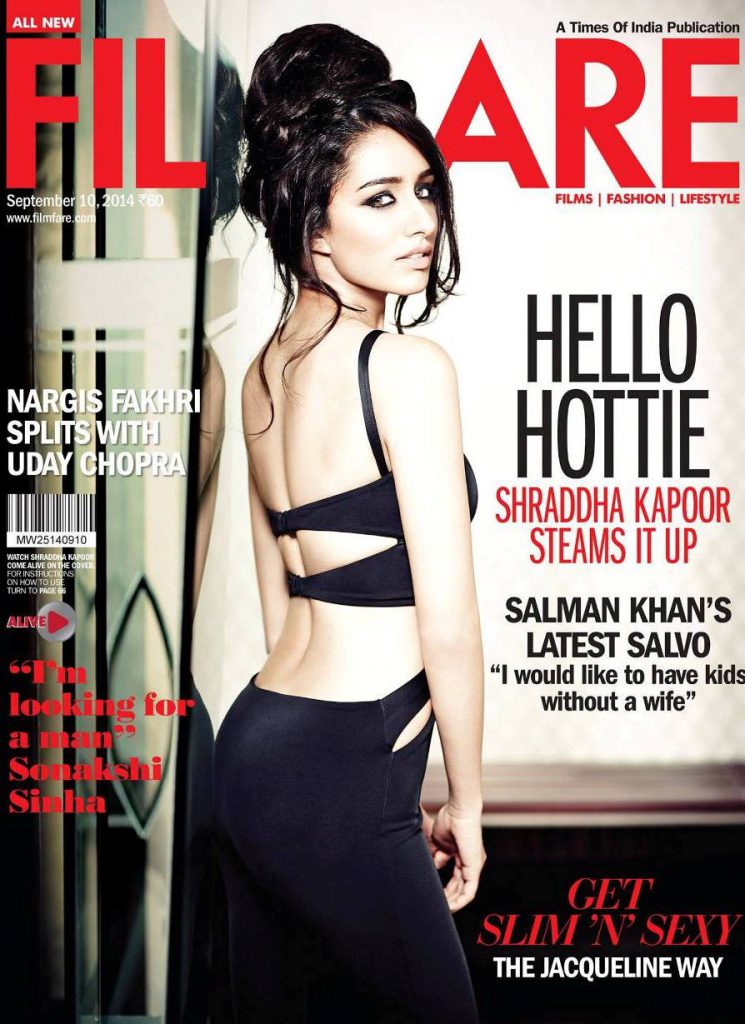 ALL NEW
A Times Of India Publication
FIL ARE
September 10, 2014 ₹60
www.filmfare.com
FILMS | FASHION | LIFESTYLE
HELLO
HOTTIE
SHRADDHA KAPOOR
STEAMS IT UP
NARGIS FAKHRI
SPLITS WITH
UDAY CHOPRA
MW25140910
WATCH SHRADDHA KAPOOR
COME ALIVE ON THE COVER.
FOR INSTRUCTIONS
ON HOW TO USE
TURN TO PAGE 66
ALIVE
SALMAN KHAN'S
LATEST SALVO
“I would like to have kids
without a wife”
“I'm
looking for
a man”
Sonakshi
Sinha
GET
SLIM 'N' SEXY
THE JACQUELINE WAY